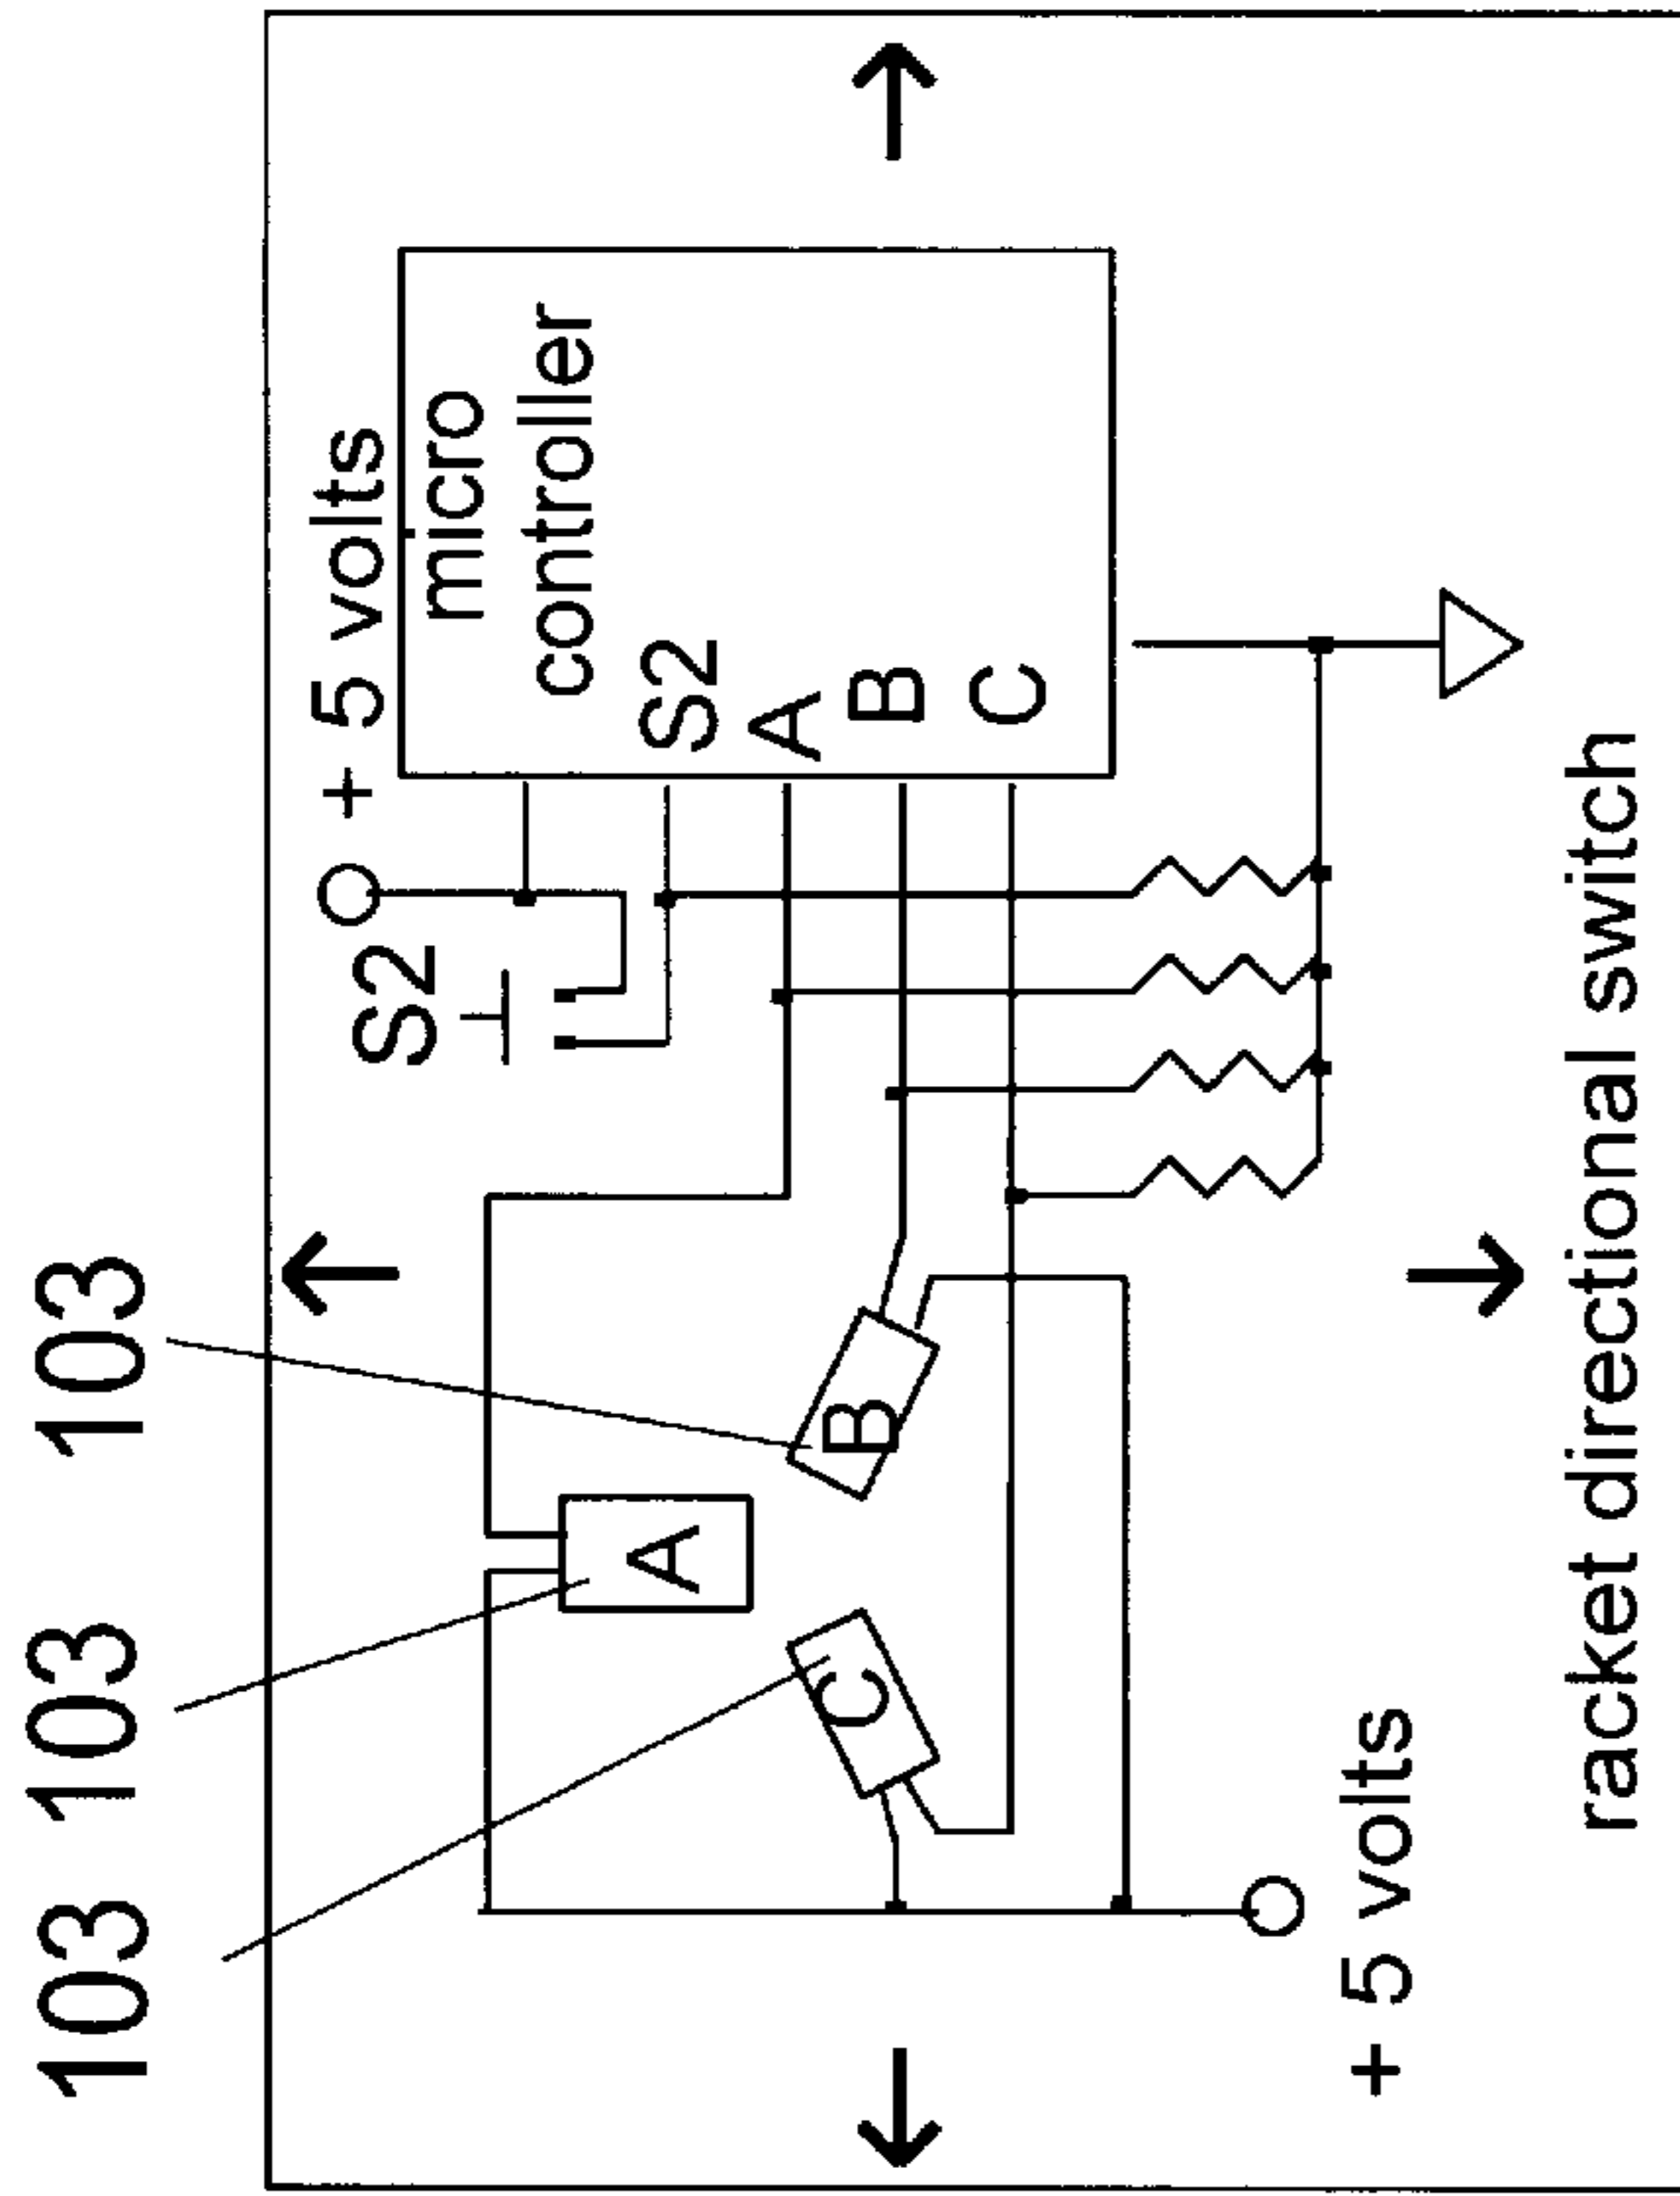 103 103 103
+ 5 volts
S2
micro
controller
S2
A
B
C
A
B
C
+ 5 volts
racket directional switch